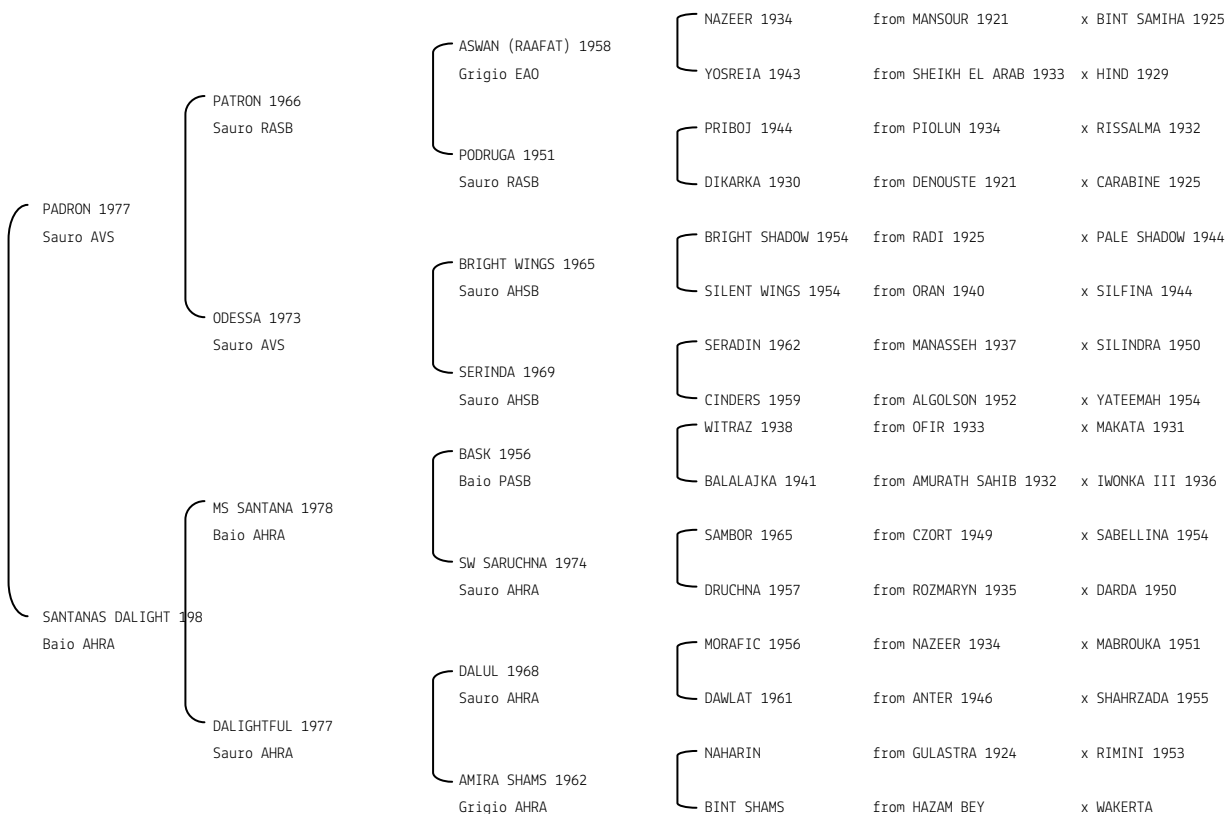 NAZEER 1934 from MANSOUR 1921 x BINT SAMIHA 1925
ASWAN (RAAFAT) 1958
Grigio EAO YOSREIA 1943 from SHEIKH EL ARAB 1933 x HIND 1929
PATRON 1966
Sauro RASB PRIBOJ 1944 from PIOLUN 1934 x RISSALMA 1932
PODRUGA 1951
Sauro RASB DIKARKA 1930 from DENOUSTE 1921 x CARABINE 1925
PADRON 1977
Sauro AVS BRIGHT SHADOW 1954 from RADI 1925 x PALE SHADOW 1944
BRIGHT WINGS 1965
Sauro AHSB SILENT WINGS 1954 from ORAN 1940 x SILFINA 1944
ODESSA 1973
Sauro AVS SERADIN 1962 from MANASSEH 1937 x SILINDRA 1950
SERINDA 1969
Sauro AHSB CINDERS 1959 from ALGOLSON 1952 x YATEEMAH 1954
WITRAZ 1938 from OFIR 1933 x MAKATA 1931
BASK 1956
Baio PASB BALALAJKA 1941 from AMURATH SAHIB 1932 x IWONKA III 1936
MS SANTANA 1978
Baio AHRA SAMBOR 1965 from CZORT 1949 x SABELLINA 1954
SW SARUCHNA 1974
Sauro AHRA DRUCHNA 1957 from ROZMARYN 1935 x DARDA 1950
SANTANAS DALIGHT 198
Baio AHRA MORAFIC 1956 from NAZEER 1934 x MABROUKA 1951
DALUL 1968
Sauro AHRA DAWLAT 1961 from ANTER 1946 x SHAHRZADA 1955
DALIGHTFUL 1977
Sauro AHRA NAHARIN from GULASTRA 1924 x RIMINI 1953
AMIRA SHAMS 1962
Grigio AHRA BINT SHAMS from HAZAM BEY x WAKERTA